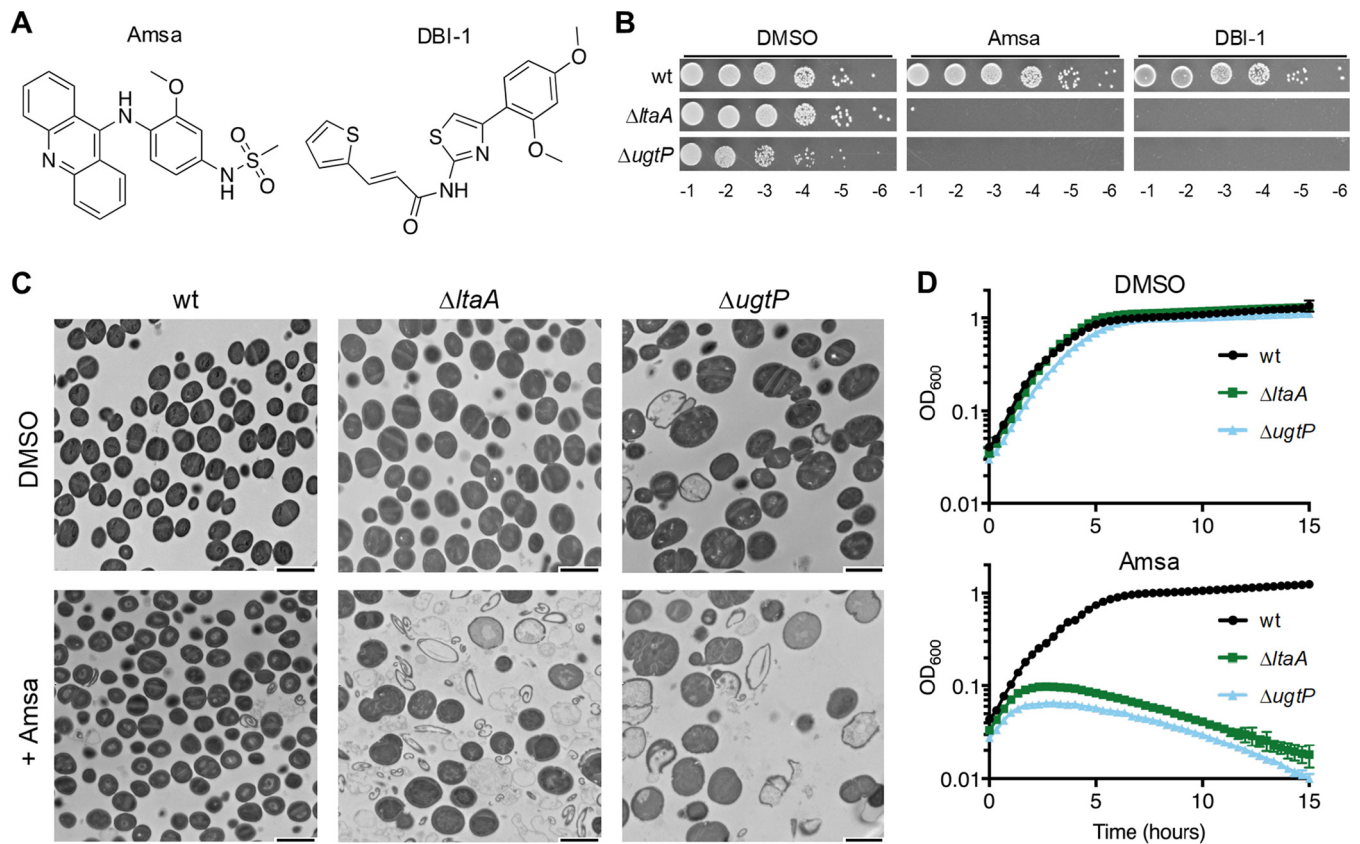 A
Amsa
DBI-1
H
N
O
N
N
H
S
O
O
O
S
S
N
O
NH
O
B
DMSO
Amsa
DBI-1
wt
ΔltaA
ΔugtP
-1 -2 -3 -4 -5 -6 -1 -2 -3 -4 -5 -6 -1 -2 -3 -4 -5 -6
C
wt
ΔltaA
ΔugtP
DMSO
+ Amsa
D
DMSO
OD600
1
0.1
0.01
wt
ΔltaA
ΔugtP
0 5 10 15
Amsa
OD600
1
0.1
0.01
wt
ΔltaA
ΔugtP
0 5 10 15
Time (hours)